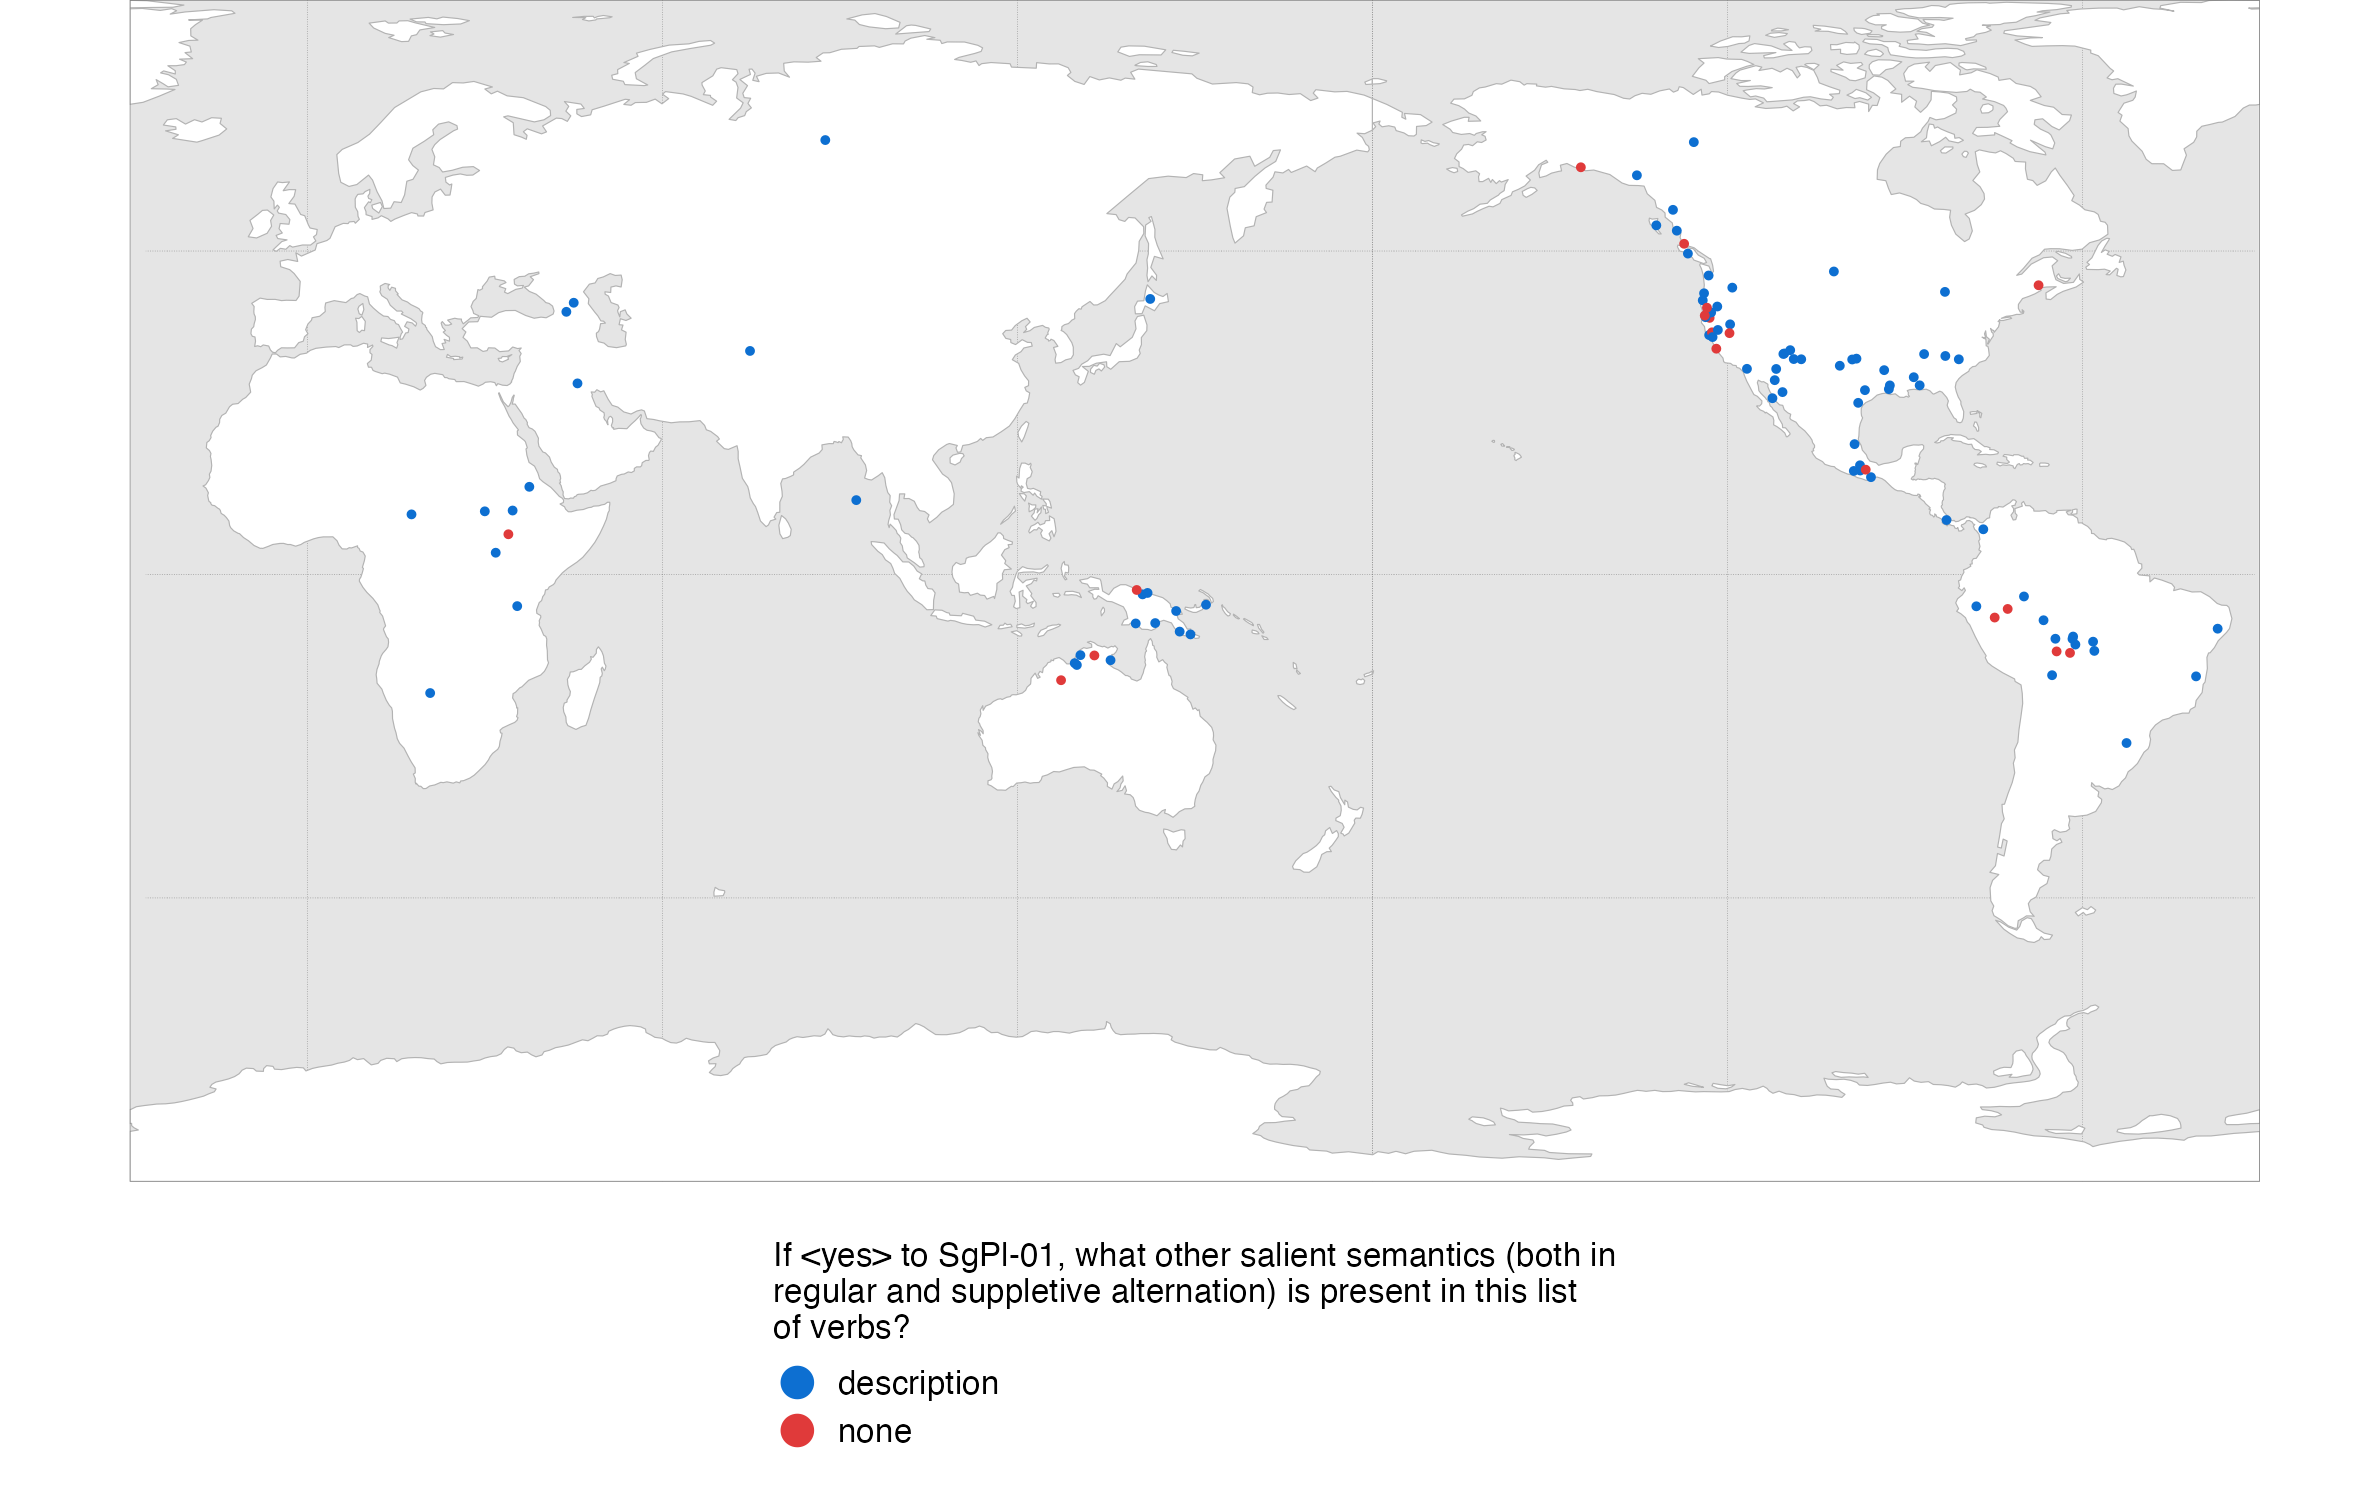 If <yes> to SgPl-01, what other salient semantics (both in
regular and suppletive alternation) is present in this list
of verbs?
description
none